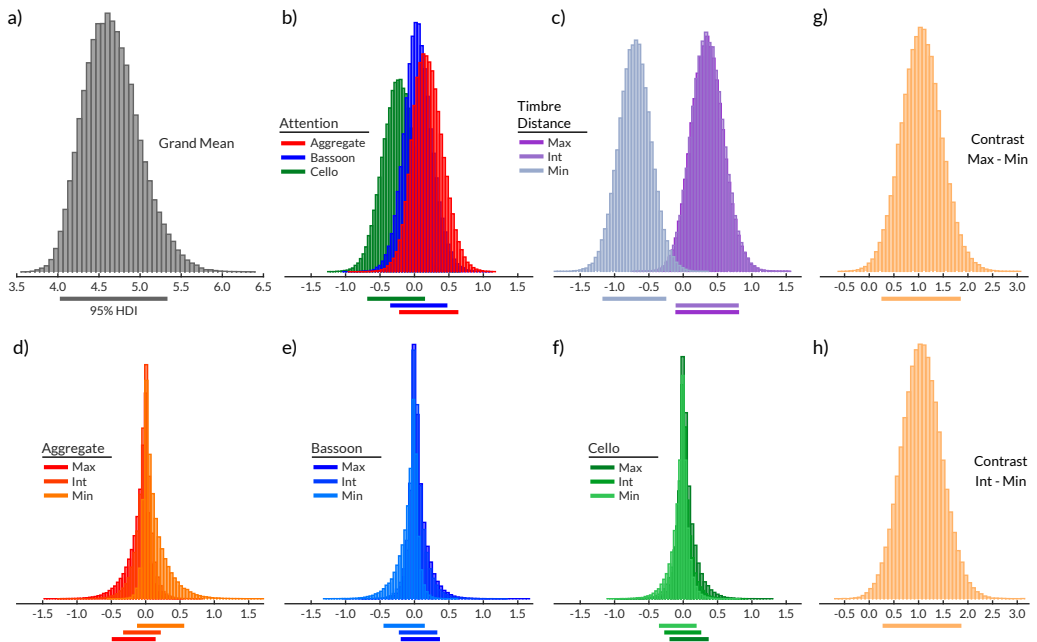 a)
b)
c)
g)
Grand Mean
Attention
Aggregate
Bassoon
Cello
Timbre
Distance
Max
Int
Min
Contrast
Max - Min
3.5 4.0 4.5 5.0 5.5 6.0 6.5
-1.5 -1.0 -0.5 0.0 0.5 1.0 1.5
-1.5 -1.0 -0.5 0.0 0.5 1.0 1.5
-0.5 0.0 0.5 1.0 1.5 2.0 2.5 3.0
95% HDI
d)
e)
f)
h)
Aggregate
Max
Int
Min
Bassoon
Max
Int
Min
Cello
Max
Int
Min
Contrast
Int - Min
-1.5 -1.0 -0.5 0.0 0.5 1.0 1.5
-1.5 -1.0 -0.5 0.0 0.5 1.0 1.5
-1.5 -1.0 -0.5 0.0 0.5 1.0 1.5
-0.5 0.0 0.5 1.0 1.5 2.0 2.5 3.0